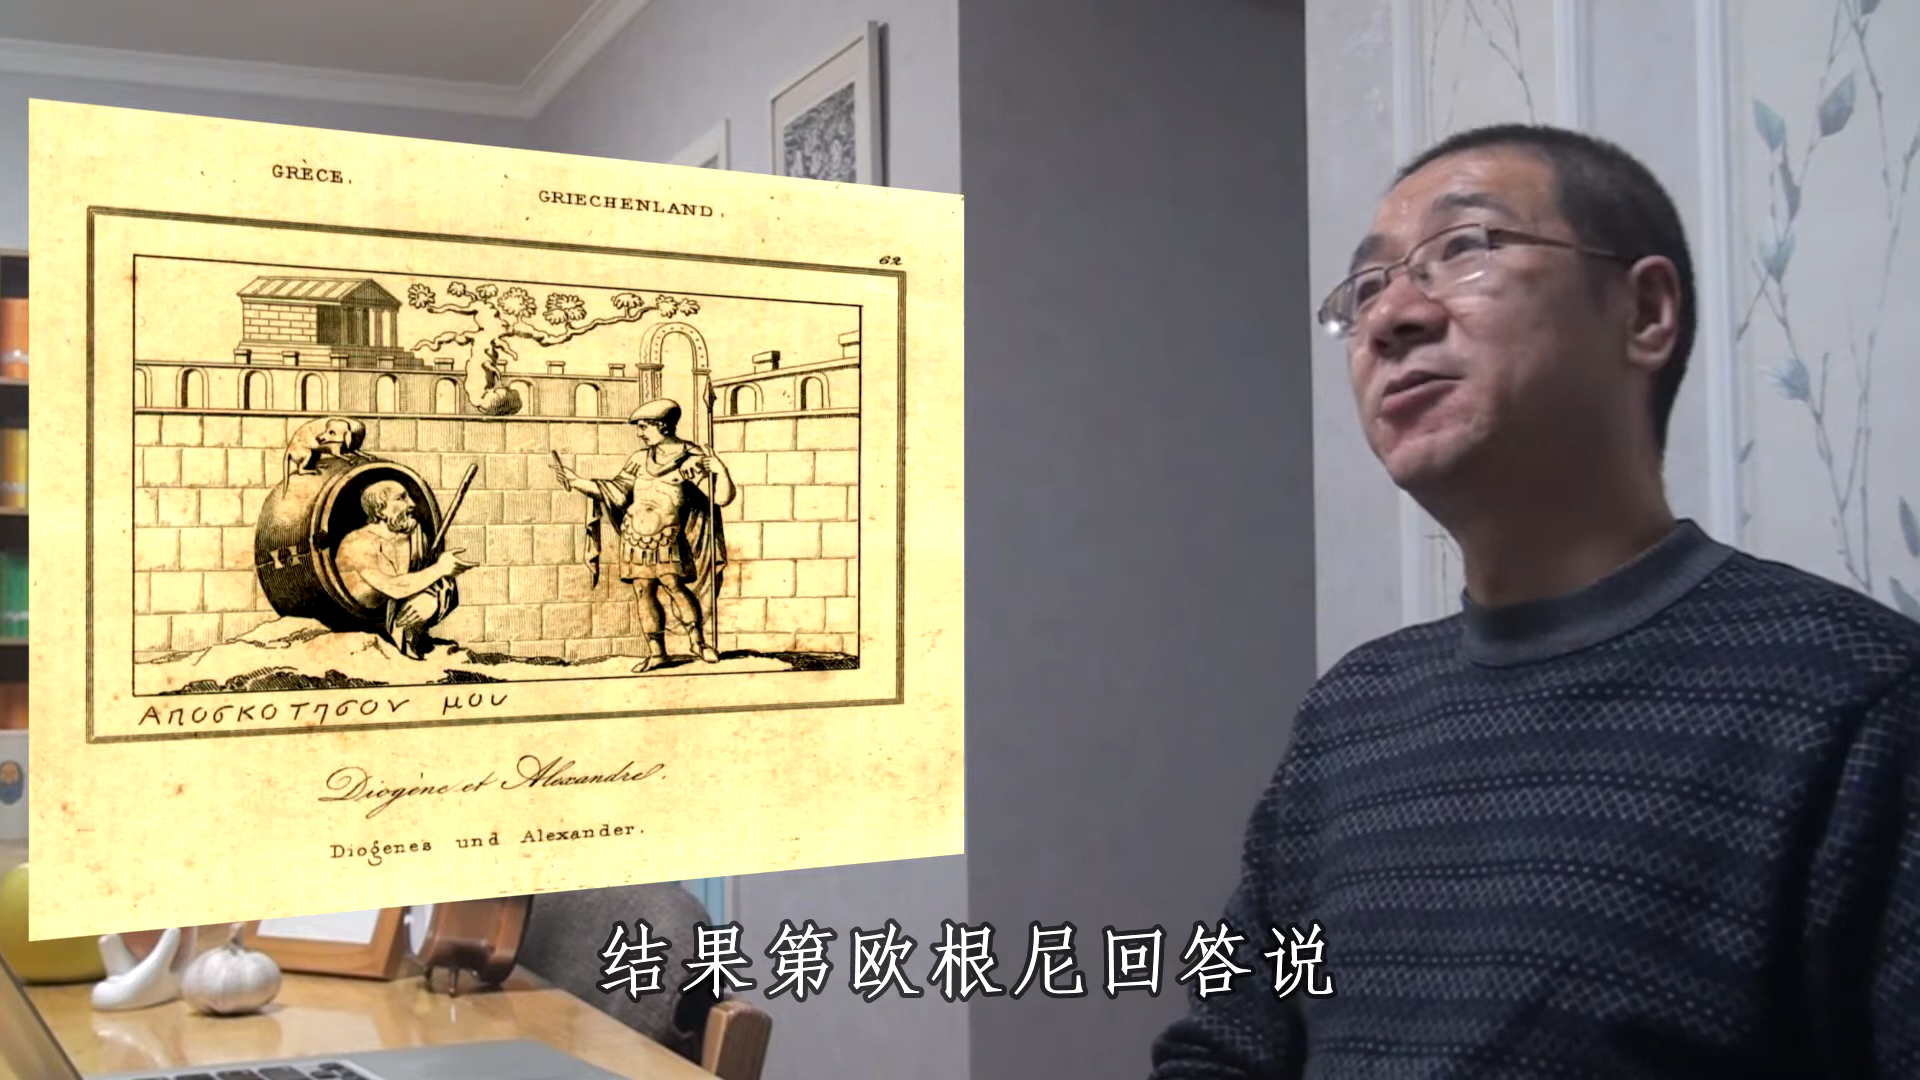 GRÈCE.
GRIECHENLAND.
62
Αποσκοτησον μου
Diogène et Alexandre.
Diogenes und Alexander.
结果第欧根尼回答说